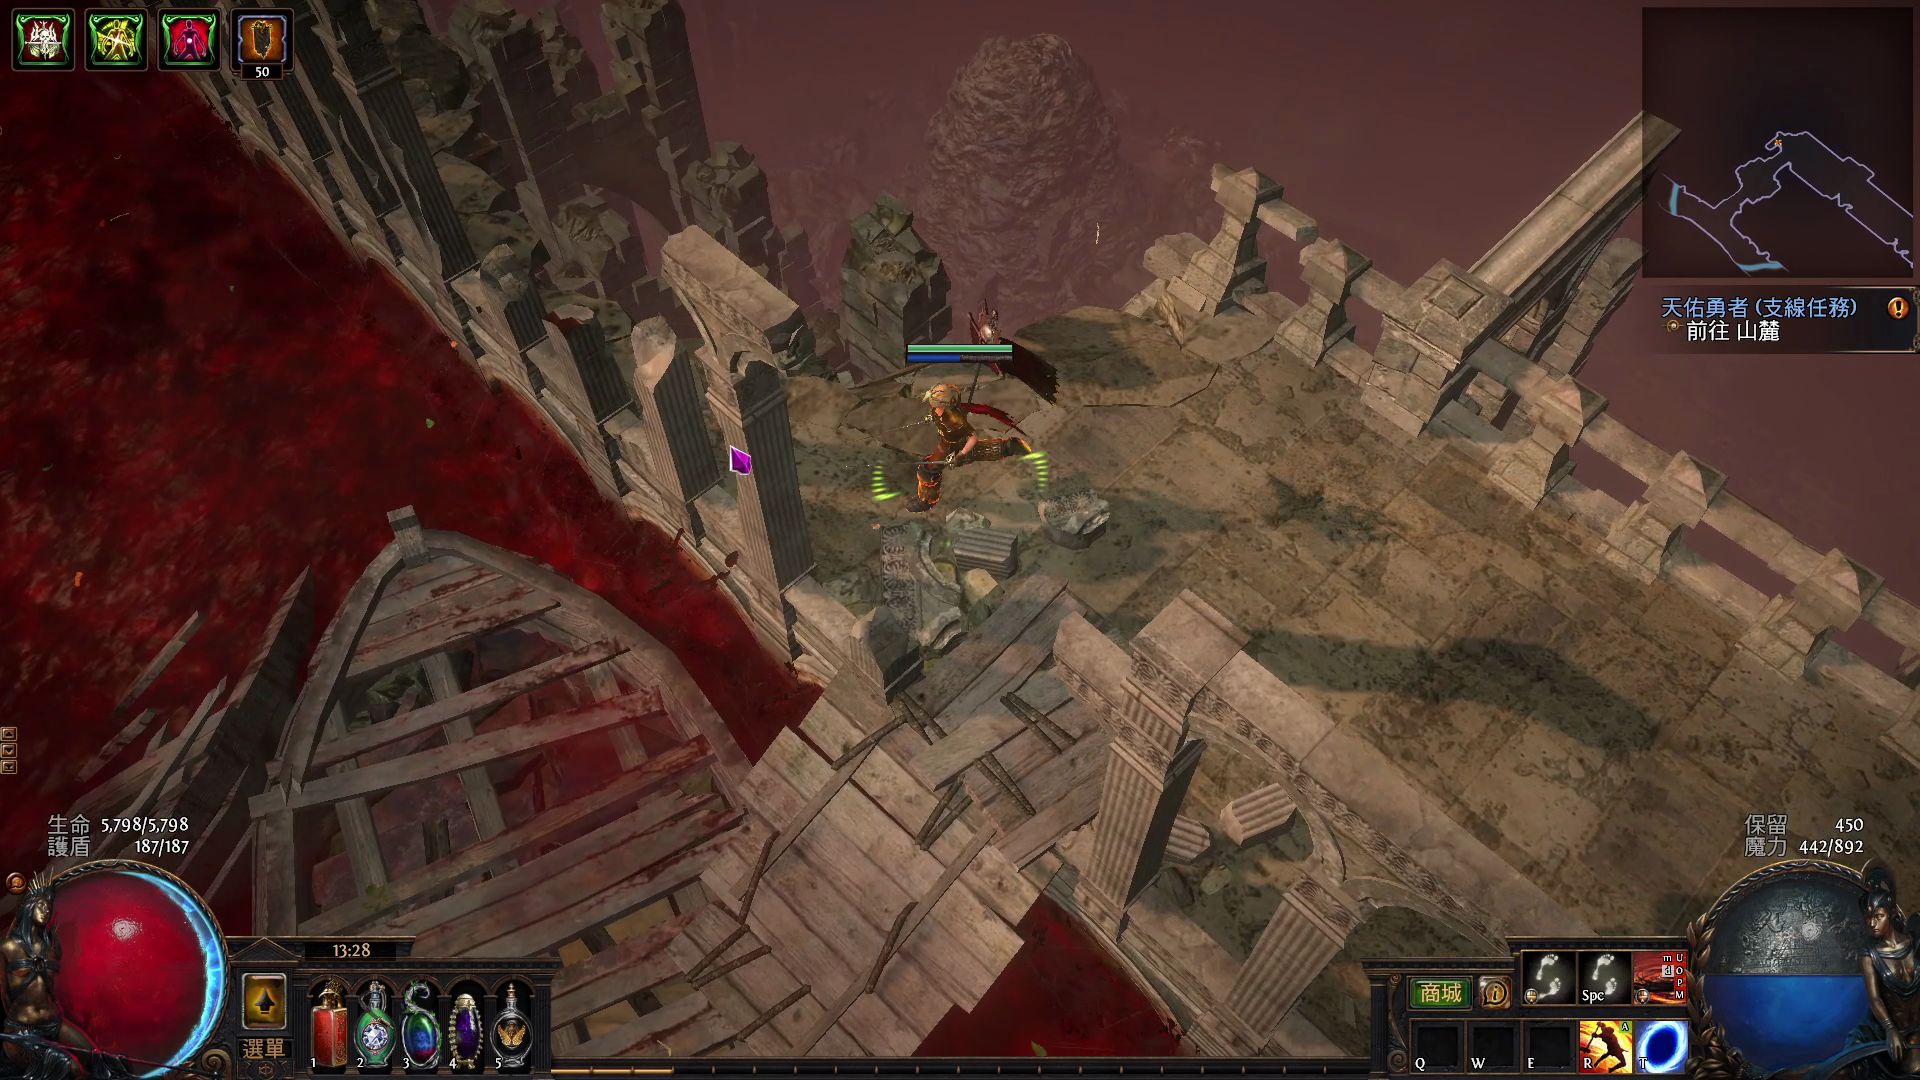 50
天佑勇者 (支線任務)
前往 山麓
生命 5,798/5,798
護盾 187/187
保留 450
魔力 442/892
13:28
選單
1 2 3 4 5
商城
Spc
m U
d O
P
M
Q W E R A T